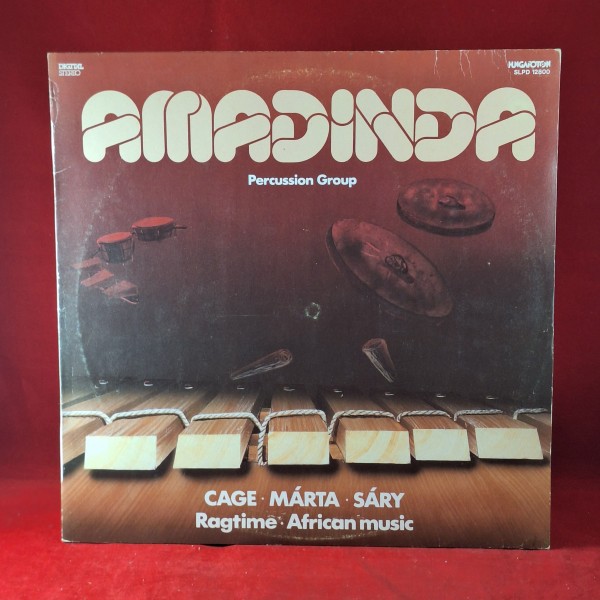 DIGITAL
STEREO
HUNGAROTON
SLPD 12800
AMADINDA
Percussion Group
CAGE · MÁRTA · SÁRY
Ragtime · African music